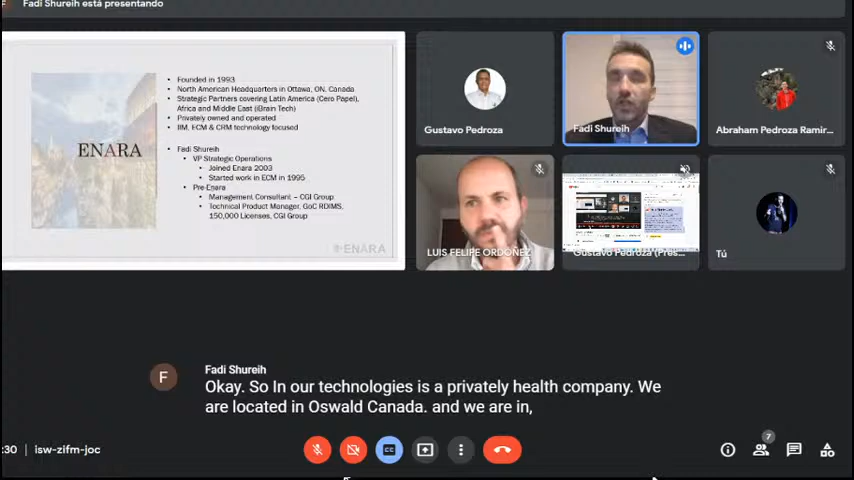 Fadi Shureih está presentando
Founded in 1993
North American Headquarters in Ottawa, ON, Canada
Strategic Partners covering Latin America (Cero Papel),
Africa and Middle East (iBrain Tech)
Privately owned and operated
IIM, ECM & CRM technology focused
Fadi Shureih
VP Strategic Operations
Joined Enara 2003
Started work in ECM in 1995
Pre-Enara
Management Consultant – CGI Group
Technical Product Manager, GoC RDIMS,
150,000 Licenses, CGI Group
ENARA
ENARA
Gustavo Pedroza
Fadi Shureih
Abraham Pedroza Ramir...
LUIS FELIPE ORDOÑEZ
Gustavo Pedroza (Pres...
Tú
F
Fadi Shureih
Okay. So In our technologies is a privately health company. We
are located in Oswald Canada. and we are in,
:30
isw-zifm-joc
7